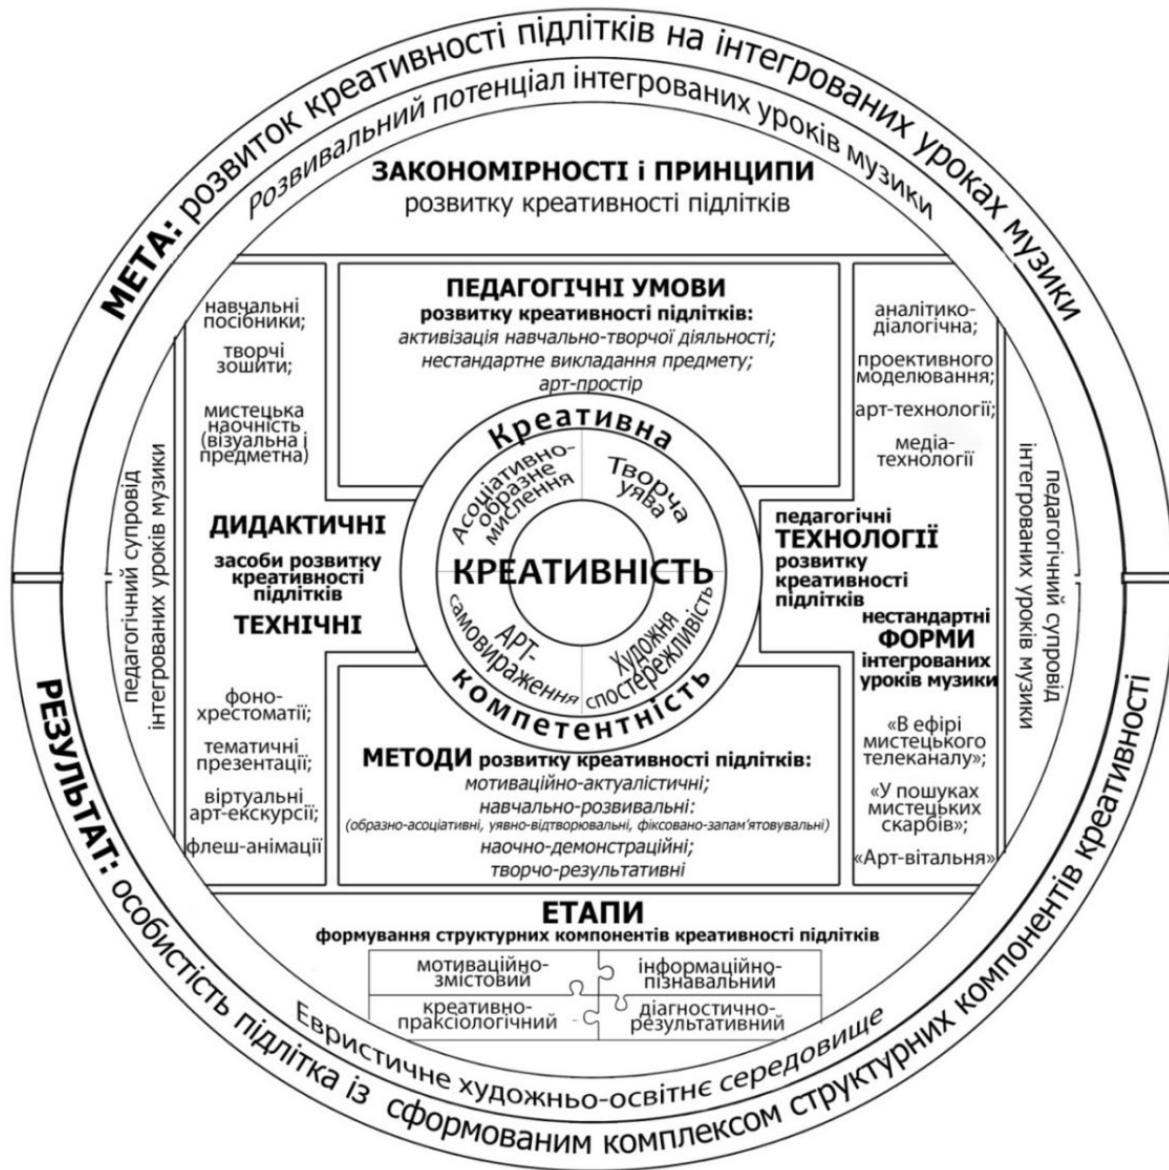 МЕТА: розвиток креативності підлітків на інтегрованих уроках музики
Розвивальний потенціал інтегрованих уроків музики
ЗАКОНОМІРНОСТІ і ПРИНЦИПИ
розвитку креативності підлітків
ПЕДАГОГІЧНІ УМОВИ
розвитку креативності підлітків:
активізація навчально-творчої діяльності;
нестандартне викладання предмету;
арт-простір
навчальні
посібники;
творчі
зошити;
мистецька
наочність
(візуальна і
предметна)
ДИДАКТИЧНІ
засоби розвитку
креативності
підлітків
ТЕХНІЧНІ
фоно-
хрестоматії;
тематичні
презентації;
віртуальні
арт-екскурсії;
флеш-анімації
педагогічний супровід
інтегрованих уроків музики
Креативна
Асоціативно-
образне
мислення
Творча
уява
КРЕАТИВНІСТЬ
АРТ-
самовираження
Художня
спостережливість
компетентність
аналітико-
діалогічна;
проективного
моделювання;
арт-технології;
медіа-
технології
педагогічні
ТЕХНОЛОГІЇ
розвитку
креативності
підлітків
нестандартні
ФОРМИ
інтегрованих
уроків музики
«В ефірі
мистецького
телеканалу»;
«У пошуках
мистецьких
скарбів»;
«Арт-вітальня»
педагогічний супровід
інтегрованих уроків музики
МЕТОДИ розвитку креативності підлітків:
мотиваційно-актуалістичні;
навчально-розвивальні:
(образно-асоціативні, уявно-відтворювальні, фіксовано-запам'ятовувальні)
наочно-демонстраційні;
творчо-результативні
ЕТАПИ
формування структурних компонентів креативності підлітків
мотиваційно-
змістовий
інформаційно-
пізнавальний
креативно-
праксіологічний
діагностично-
результативний
Евристичне художньо-освітнє середовище
РЕЗУЛЬТАТ: особистість підлітка із сформованим комплексом структурних компонентів креативності